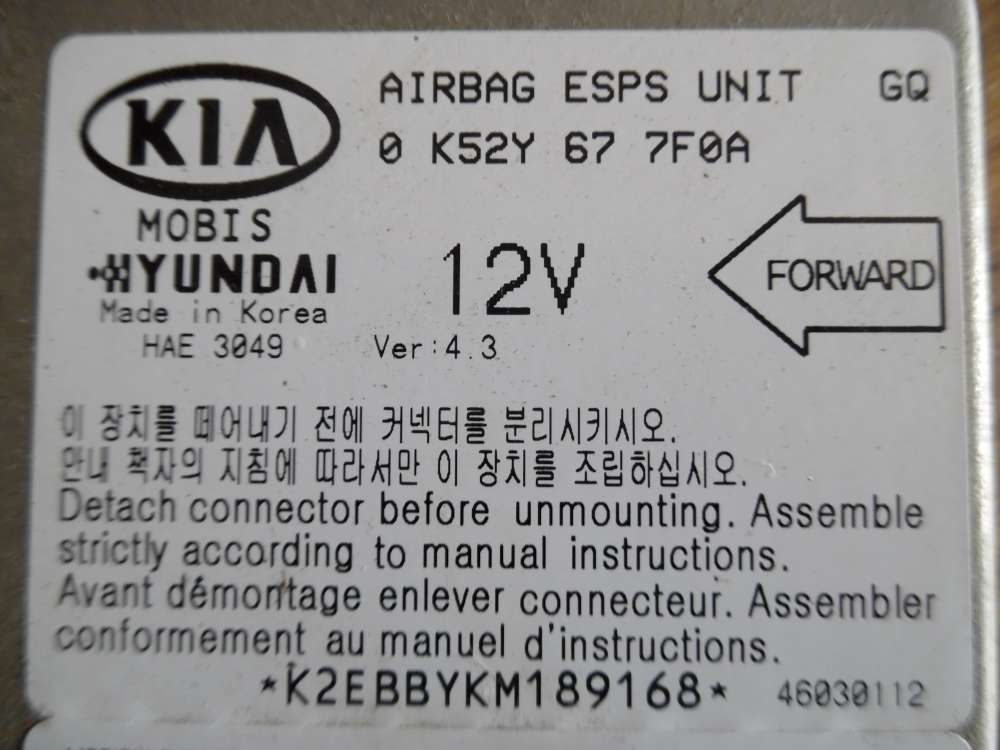 KIA
AIRBAG ESPS UNIT GQ
0 K52Y 67 7F0A
MOBIS
HYUNDAI
Made in Korea
HAE 3049
12V
Ver:4.3
FORWARD
이 장치를 떼어내기 전에 커넥터를 분리시키시오.
안내 책자의 지침에 따라서만 이 장치를 조립하십시오.
Detach connector before unmounting. Assemble
strictly according to manual instructions.
Avant démontage enlever connecteur. Assembler
conformement au manuel d'instructions.
*K2EBBYKM189168* 46030112